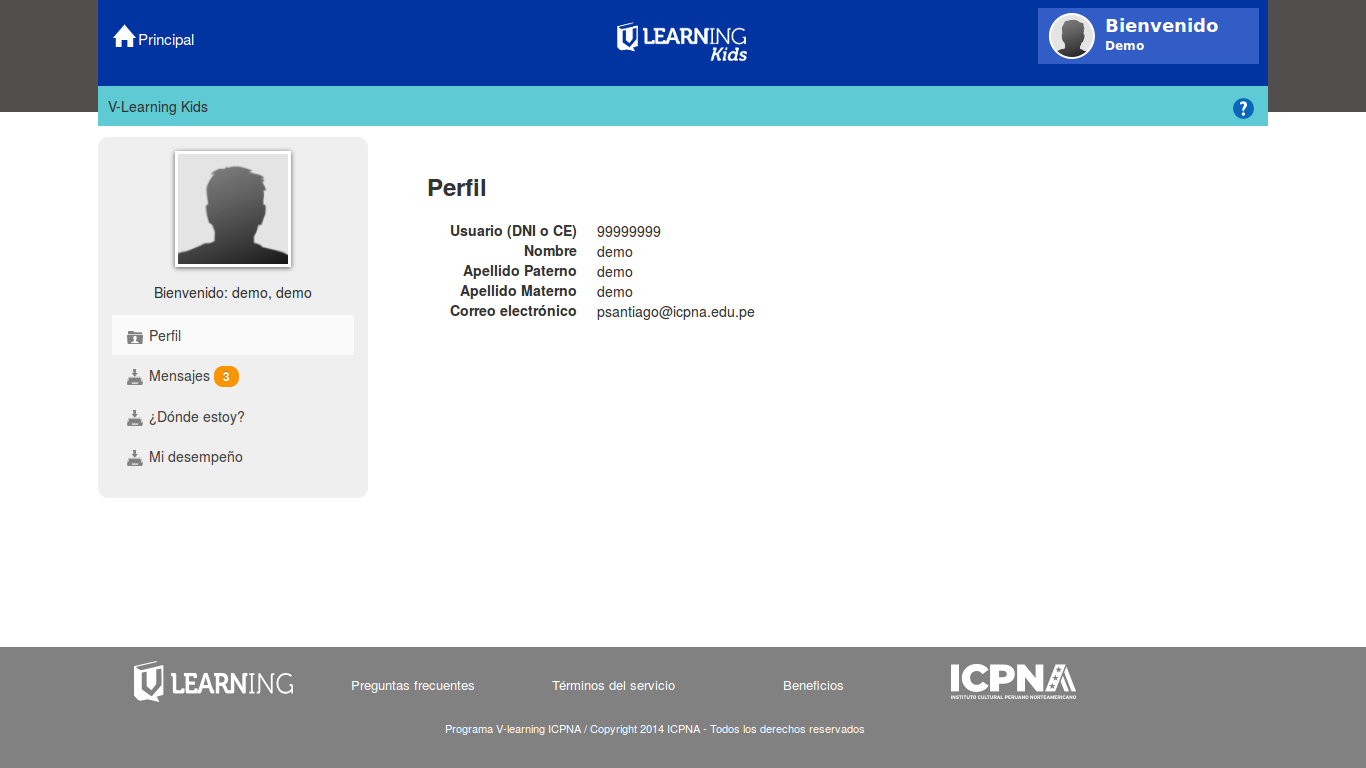 Principal
LEARNING
Kids
Bienvenido
Demo
V-Learning Kids
?
Bienvenido: demo, demo
Perfil
Mensajes 3
¿Dónde estoy?
Mi desempeño
Perfil
Usuario (DNI o CE) 99999999
Nombre demo
Apellido Paterno demo
Apellido Materno demo
Correo electrónico psantiago@icpna.edu.pe
LEARNING
Preguntas frecuentes
Términos del servicio
Beneficios
ICPNA
INSTITUTO CULTURAL PERUANO NORTEAMERICANO
Programa V-learning ICPNA / Copyright 2014 ICPNA - Todos los derechos reservados